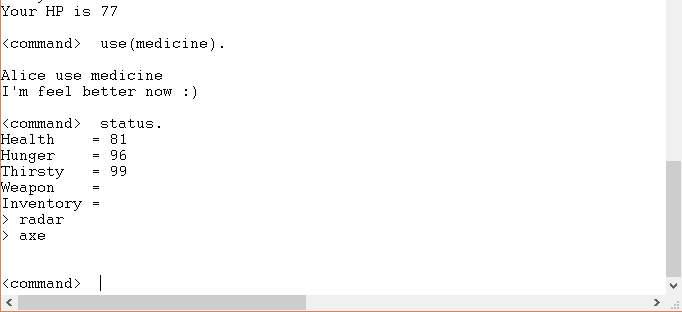 Your HP is 77
<command>  use(medicine).
Alice use medicine
I'm feel better now :)
<command>  status.
Health    = 81
Hunger    = 96
Thirsty   = 99
Weapon    =
Inventory =
> radar
> axe
<command>